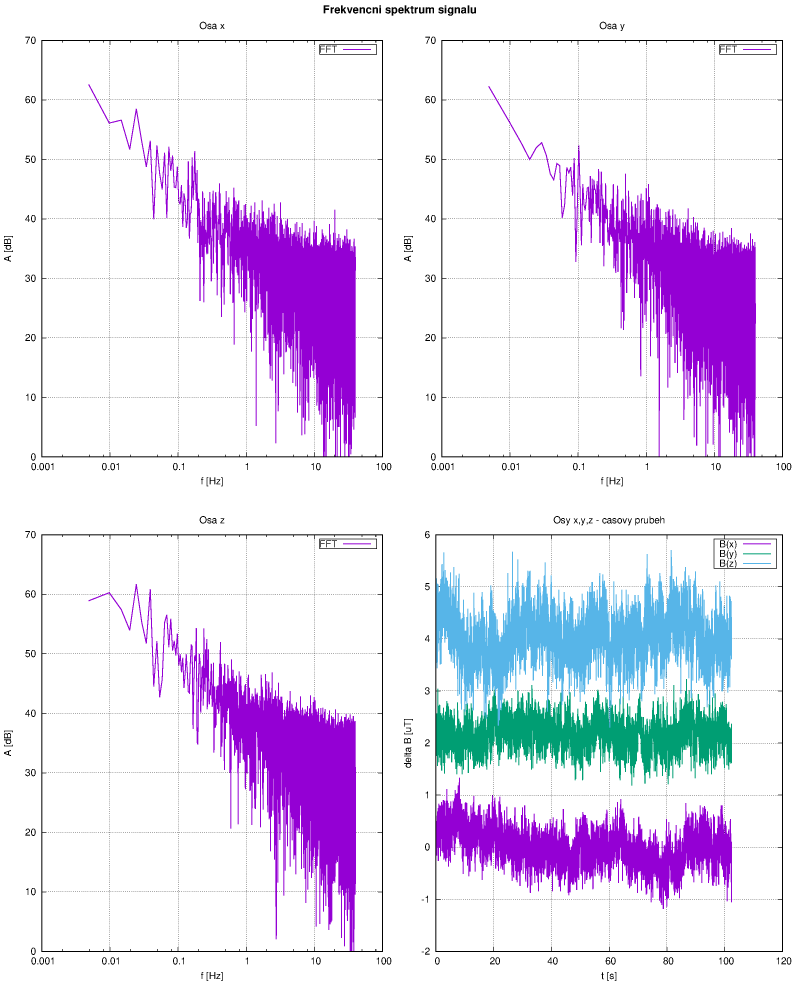 Frekvencni spektrum signalu
Osa x
70
60
50
40
30
20
10
0
A [dB]
FFT
0.001 0.01 0.1 1 10 100
f [Hz]
Osa y
70
60
50
40
30
20
10
0
A [dB]
FFT
0.001 0.01 0.1 1 10 100
f [Hz]
Osa z
70
60
50
40
30
20
10
0
A [dB]
FFT
0.001 0.01 0.1 1 10 100
f [Hz]
Osy x,y,z - casovy prubeh
6
5
4
3
2
1
0
-1
-2
delta B [uT]
B(x)
B(y)
B(z)
0 20 40 60 80 100 120
t [s]